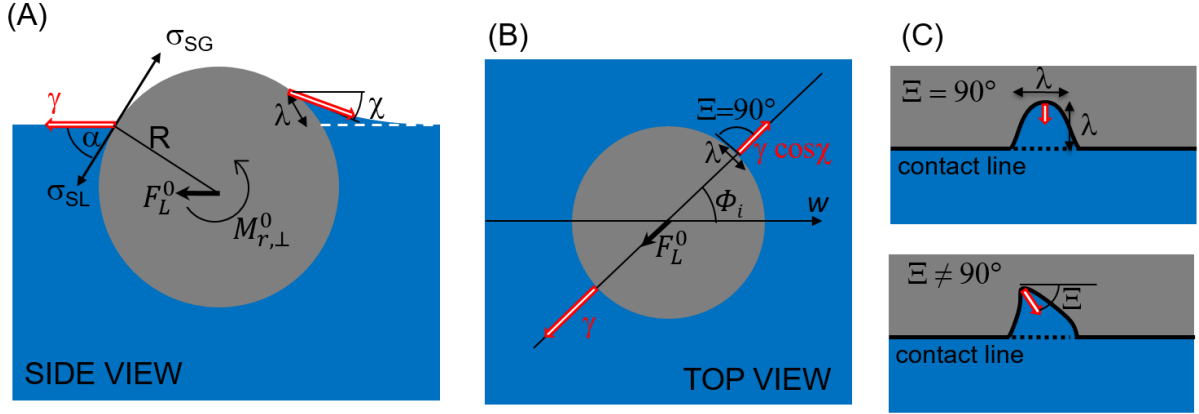 (A)
σSG
γ
α
σSL
R
F⁰L
M⁰r,⊥
λ
χ
SIDE VIEW
(B)
Ξ=90°
λ
γ cosχ
Φi
w
F⁰L
γ
TOP VIEW
(C)
Ξ = 90°
λ
λ
contact line
Ξ ≠ 90°
Ξ
contact line